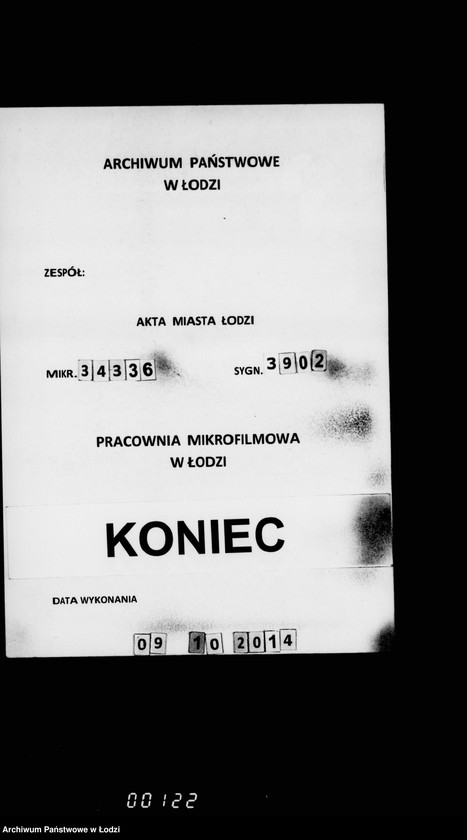 ARCHIWUM PAŃSTWOWE
W ŁODZI
ZESPÓŁ:
AKTA MIASTA ŁODZI
MIKR. 34336 SYGN. 3902
PRACOWNIA MIKROFILMOWA
W ŁODZI
KONIEC
DATA WYKONANIA
09 10 2014
00122
Archiwum Państwowe w Łodzi